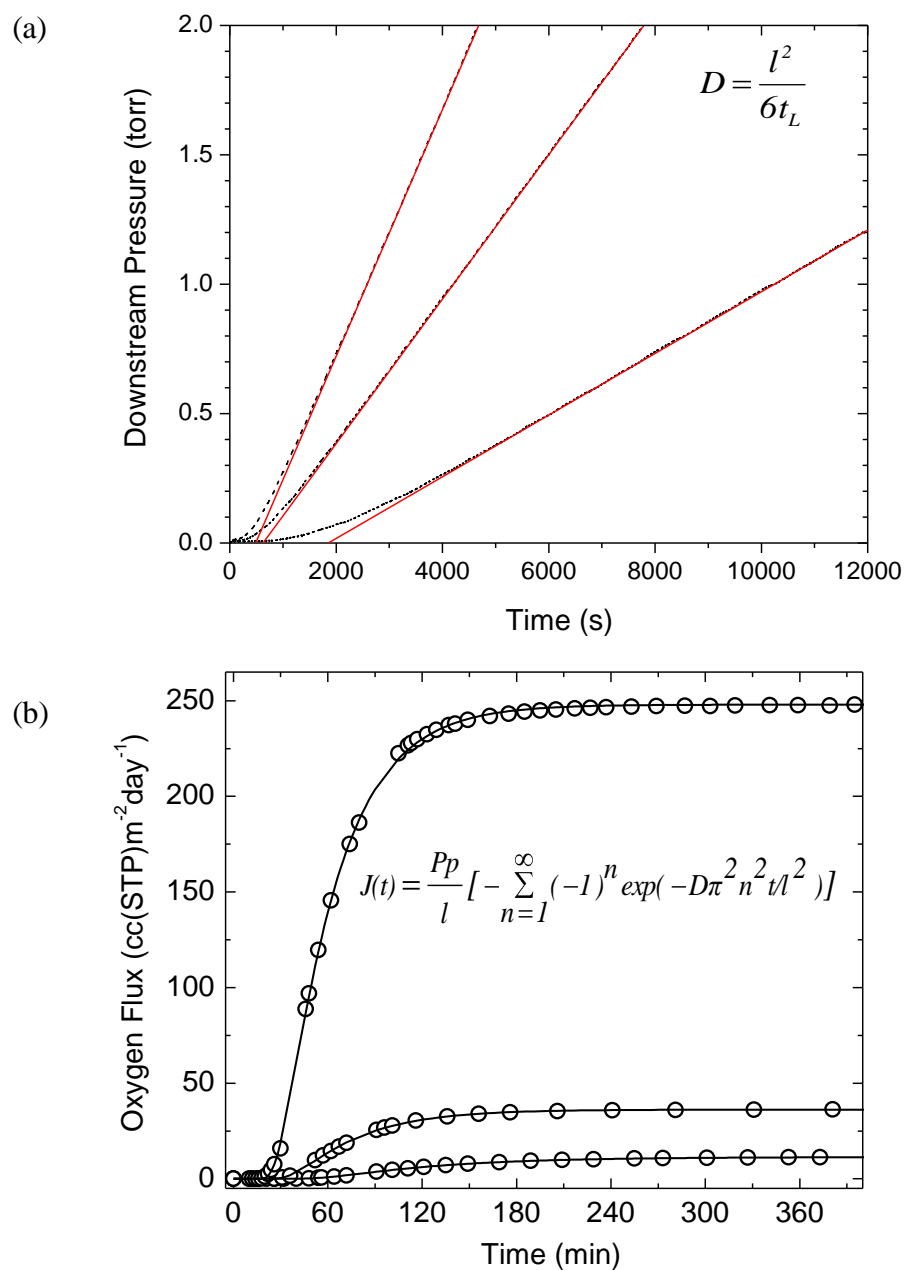 (a)
2.0
1.5
1.0
0.5
0.0
Downstream Pressure (torr)
D = l² / 6t_L
0 2000 4000 6000 8000 10000 12000
Time (s)
(b)
250
200
150
100
50
0
Oxygen Flux (cc(STP)m⁻²day⁻¹)
J(t) = Pp/l [ - ∑_{n=1}^{∞} (-1)ⁿ exp(-Dπ²n²t/l²)]
0 60 120 180 240 300 360
Time (min)